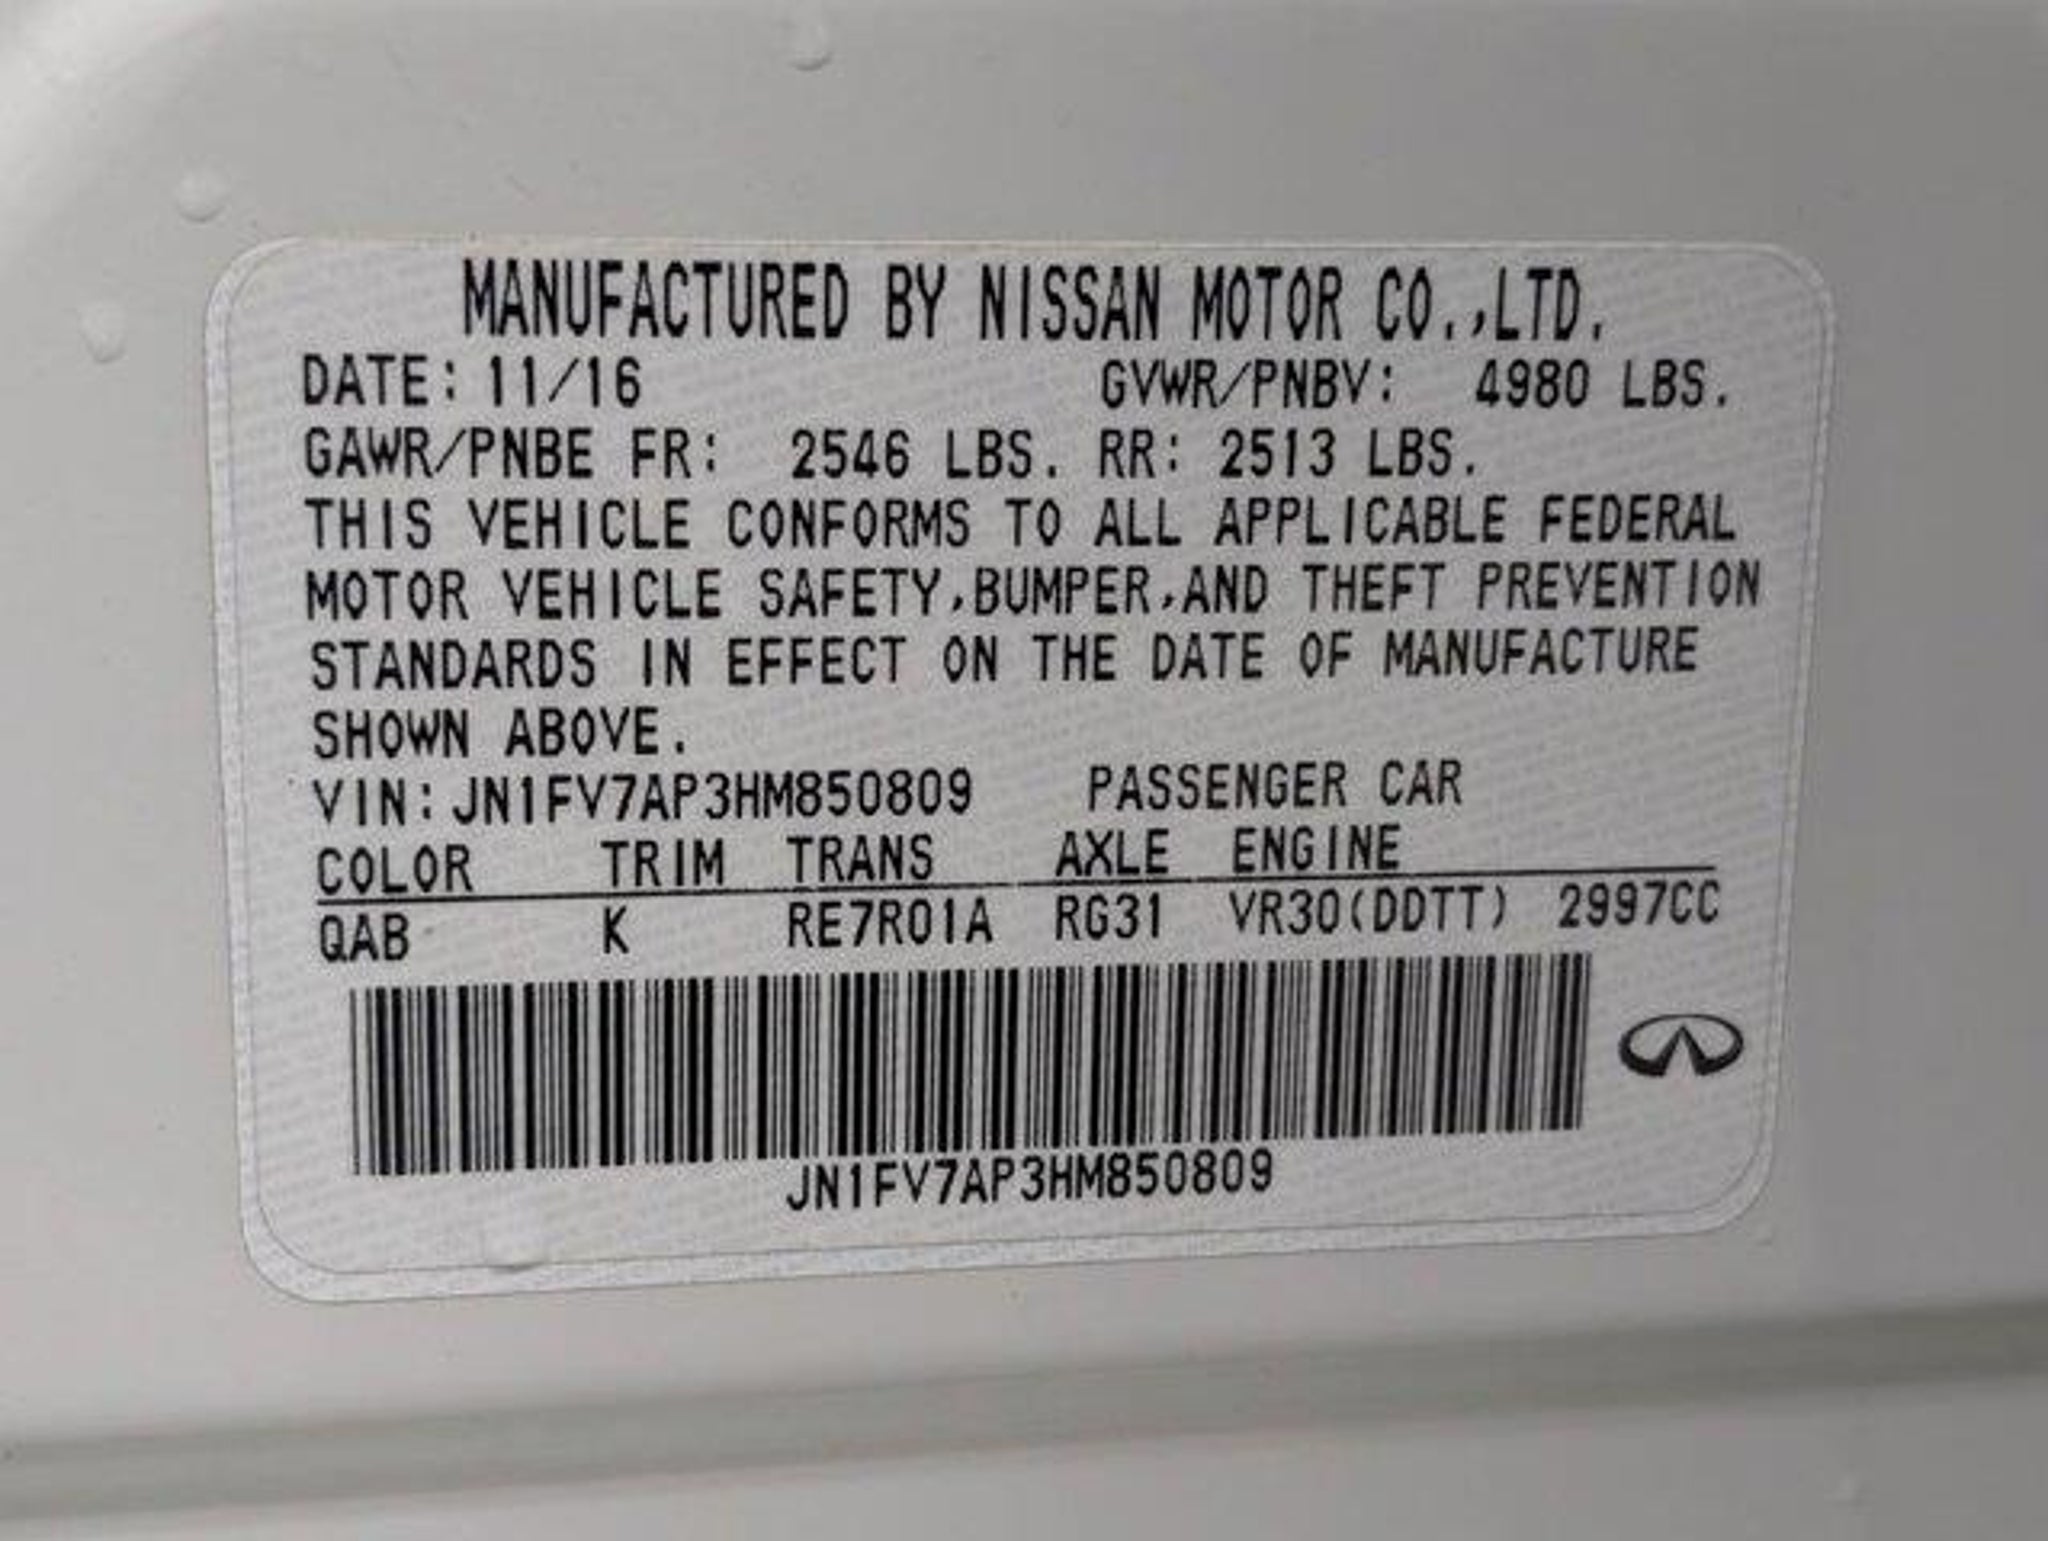 MANUFACTURED BY NISSAN MOTOR CO.,LTD.
DATE: 11/16 GVWR/PNBV: 4980 LBS.
GAWR/PNBE FR: 2546 LBS. RR: 2513 LBS.
THIS VEHICLE CONFORMS TO ALL APPLICABLE FEDERAL
MOTOR VEHICLE SAFETY,BUMPER,AND THEFT PREVENTION
STANDARDS IN EFFECT ON THE DATE OF MANUFACTURE
SHOWN ABOVE.
VIN: JN1FV7AP3HM850809 PASSENGER CAR
COLOR TRIM TRANS AXLE ENGINE
QAB K RE7R01A RG31 VR30(DDTT) 2997CC
JN1FV7AP3HM850809